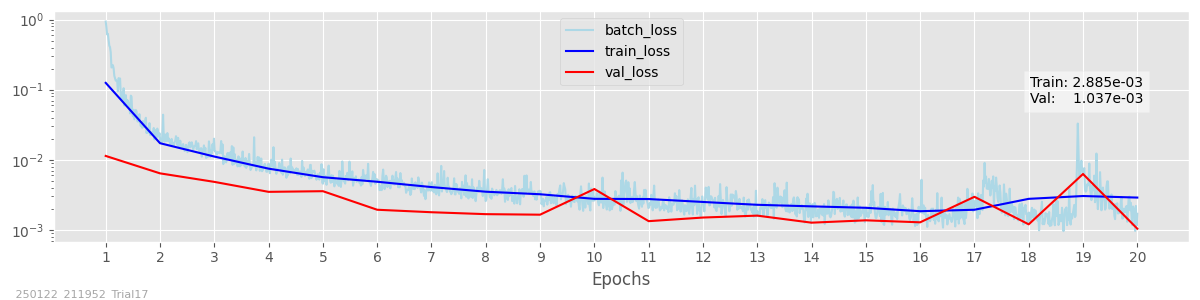 10⁰
10⁻¹
10⁻²
10⁻³
batch_loss
train_loss
val_loss
Train: 2.885e-03
Val: 1.037e-03
1 2 3 4 5 6 7 8 9 10 11 12 13 14 15 16 17 18 19 20
Epochs
250122_211952_Trial17